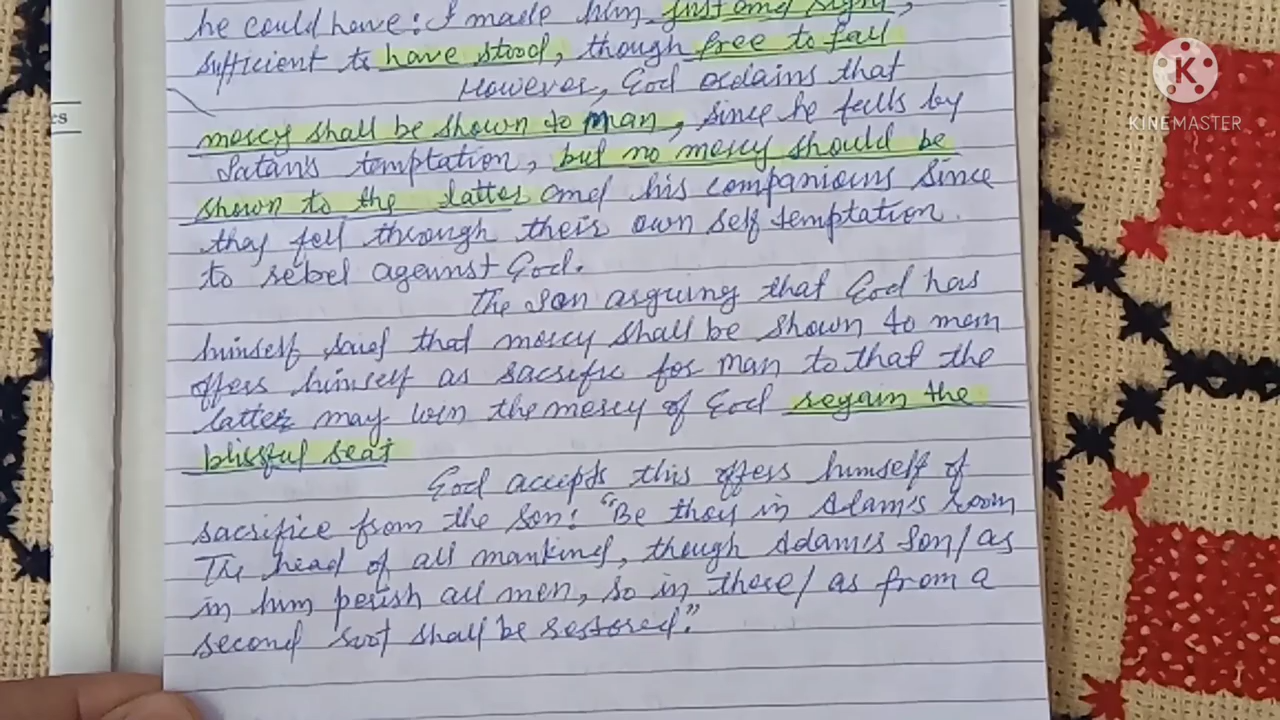 he could have: I made him just and right,
sufficient to have stood, though free to fall
However, God ordains that
mercy shall be shown to man, since he falls by
Satan's temptation, but no mercy should be
shown to the latter and his companions since
they fell through their own self temptation
to rebel against God.
The Son arguing that God has
himself said that mercy shall be shown to man
offers himself as sacrific for man to that the
latter may win the mercy of God regain the
blissful seat
God accepts this offers himself of
sacrifice from the Son: "Be they in Adam's room
The head of all mankind, though Adam's Son/ as
in him perish all men, so in these/ as from a
second root shall be restored."
es
K
KINEMASTER